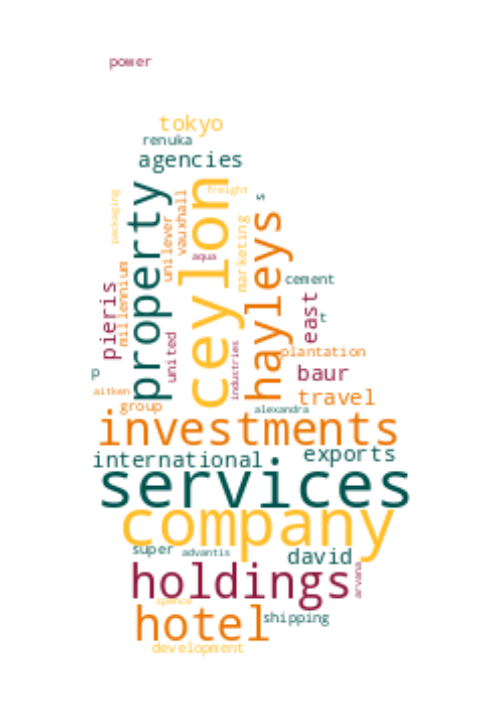 power
tokyo
renuka
agencies
packaging
property
unilever
vauxhall
freight
ceylon
aqua
s
marketing
hayleys
cement
pieris
millennium
united
industries
east
t
plantation
p
baur
aitken
travel
group
alexandra
investments
international
exports
services
company
super
advantis
david
holdings
arvana
spence
hotel
shipping
development